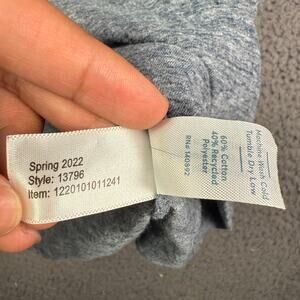 Spring 2022
Style: 13796
Item: 1220101011241
Machine Wash Cold
Tumble Dry Low
60% Cotton
40% Recycled
Polyester
RN# 140892